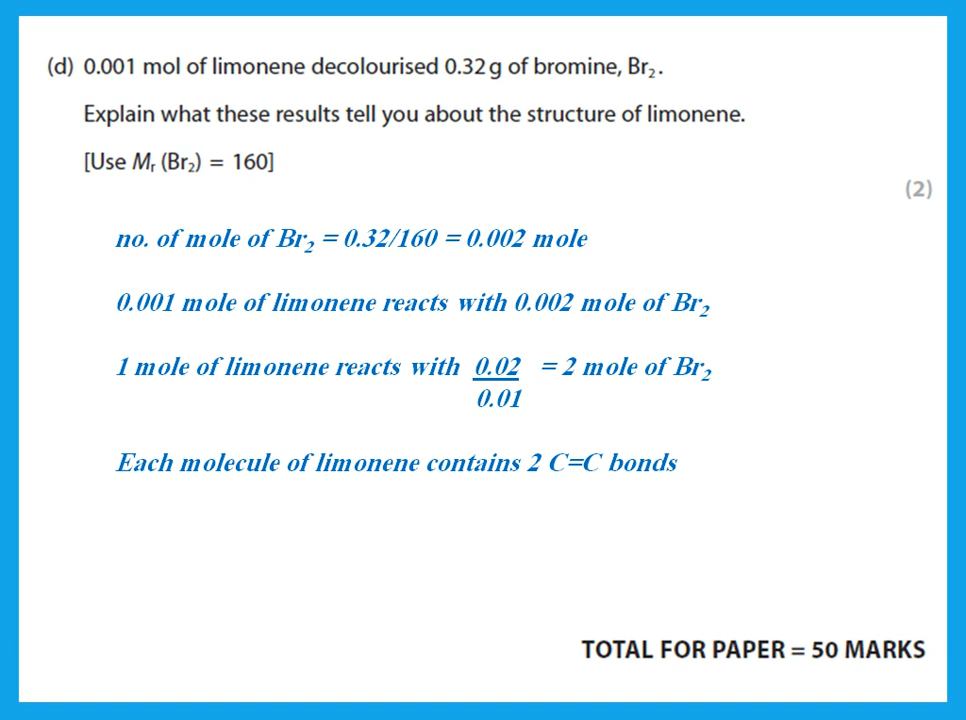 (d) 0.001 mol of limonene decolourised 0.32 g of bromine, Br₂.
Explain what these results tell you about the structure of limonene.
[Use Mᵣ (Br₂) = 160]
(2)
no. of mole of Br₂ = 0.32/160 = 0.002 mole
0.001 mole of limonene reacts with 0.002 mole of Br₂
1 mole of limonene reacts with 0.02 = 2 mole of Br₂
0.01
Each molecule of limonene contains 2 C=C bonds
TOTAL FOR PAPER = 50 MARKS